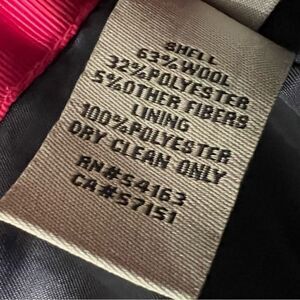 SHELL
63% WOOL
32% POLYESTER
5% OTHER FIBERS
LINING
100% POLYESTER
DRY CLEAN ONLY
RN#54163
CA#57151